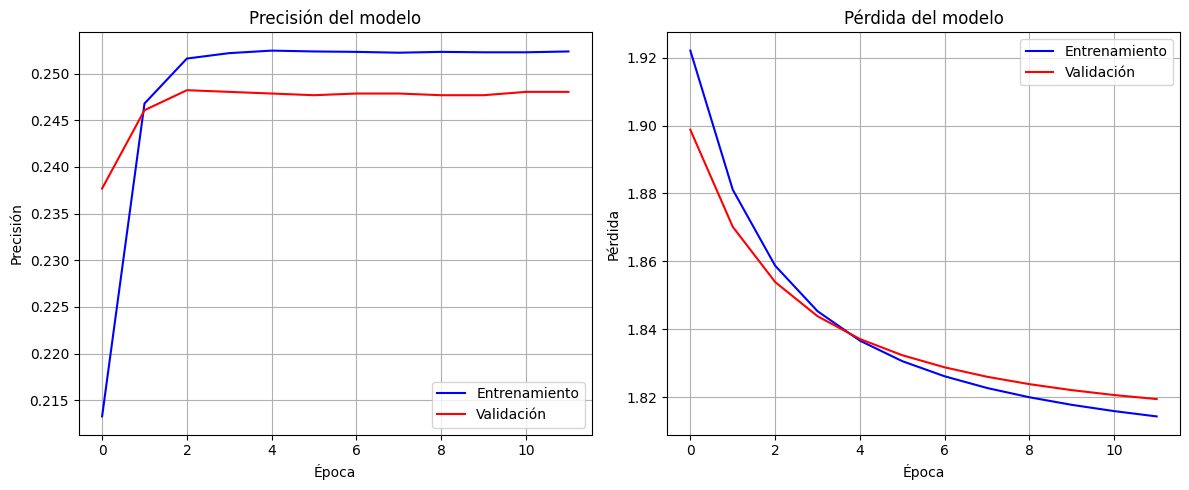 Precisión del modelo
Precisión
0.250
0.245
0.240
0.235
0.230
0.225
0.220
0.215
0 2 4 6 8 10
Época
Entrenamiento
Validación
Pérdida del modelo
Pérdida
1.92
1.90
1.88
1.86
1.84
1.82
0 2 4 6 8 10
Época
Entrenamiento
Validación